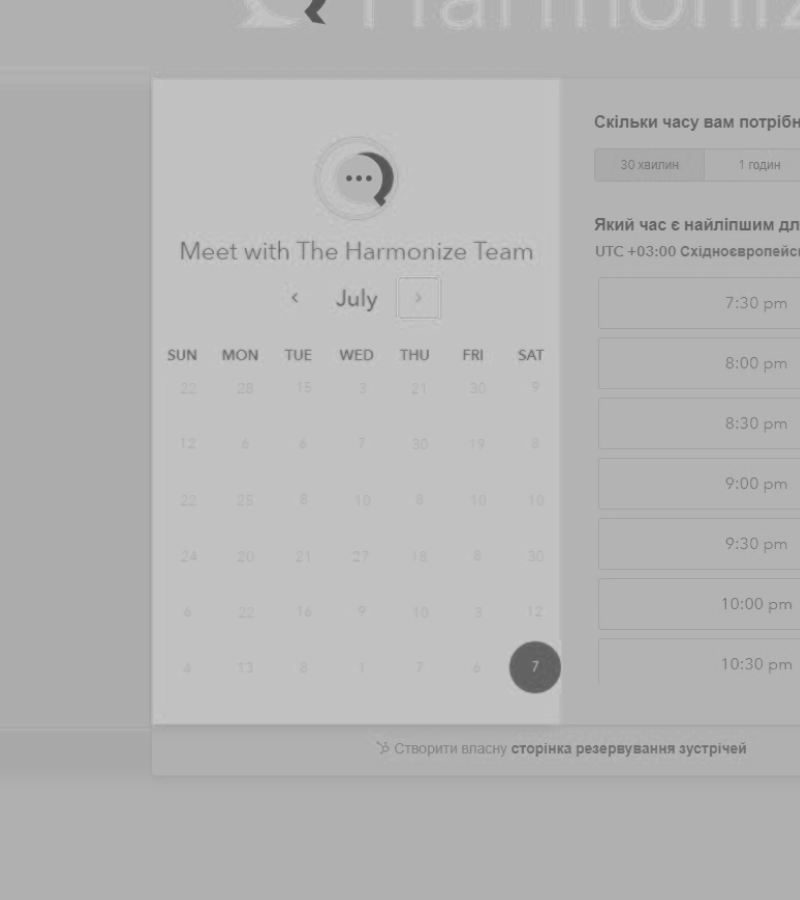 Harmoniz
Meet with The Harmonize Team
‹ July ›
SUN MON TUE WED THU FRI SAT
22 28 15 3 21 30 9
12 6 6 7 30 19 8
22 25 8 10 8 10 10
24 20 21 27 18 8 30
6 22 16 9 10 3 12
4 13 8 1 7 6 7
Скільки часу вам потрібн
30 хвилин 1 годин
Який час є найліпшим дл
UTC +03:00 Східноєвропейсь
7:30 pm
8:00 pm
8:30 pm
9:00 pm
9:30 pm
10:00 pm
10:30 pm
Створити власну сторінка резервування зустрічей